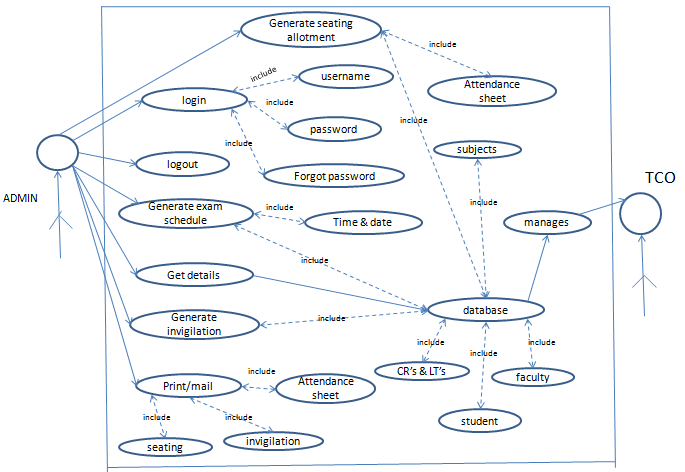 Generate seating
allotment
include
include
username
Attendance
sheet
login
include
include
password
subjects
include
logout
Forgot password
TCO
ADMIN
Generate exam
schedule
include
Time & date
include
manages
include
Get details
database
Generate
invigilation
include
include
include
include
CR's & LT's
faculty
Print/mail
include
Attendance
sheet
include
include
student
seating
invigilation